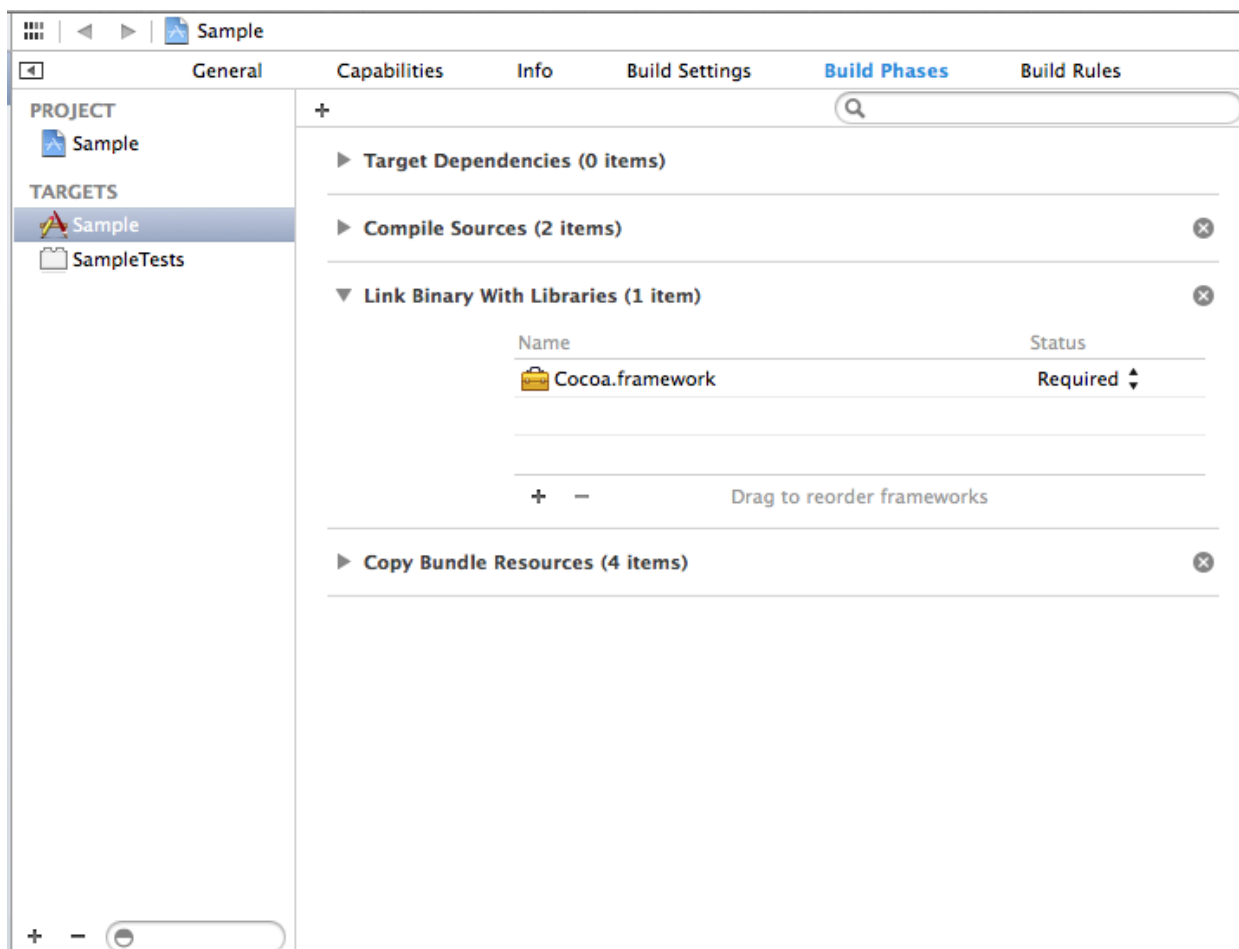 Sample
General Capabilities Info Build Settings Build Phases Build Rules
PROJECT
Sample
TARGETS
Sample
SampleTests
Target Dependencies (0 items)
Compile Sources (2 items)
Link Binary With Libraries (1 item)
Name Status
Cocoa.framework Required
Drag to reorder frameworks
Copy Bundle Resources (4 items)